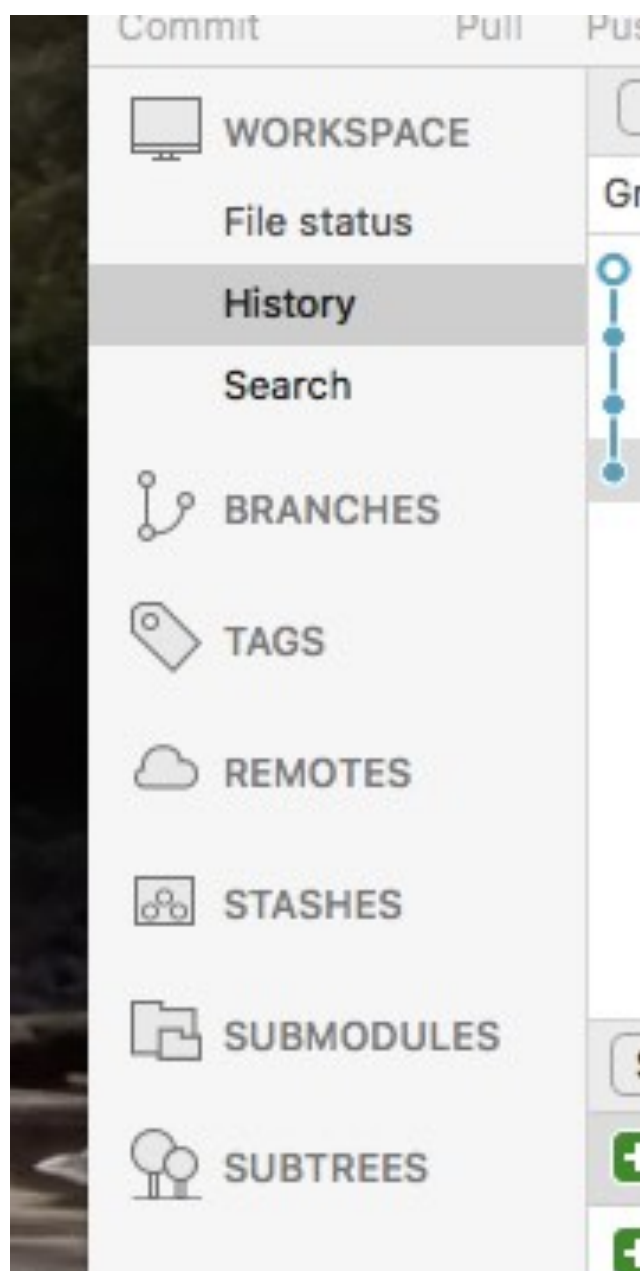 Commit Pull
WORKSPACE
File status
History
Search
BRANCHES
TAGS
REMOTES
STASHES
SUBMODULES
SUBTREES